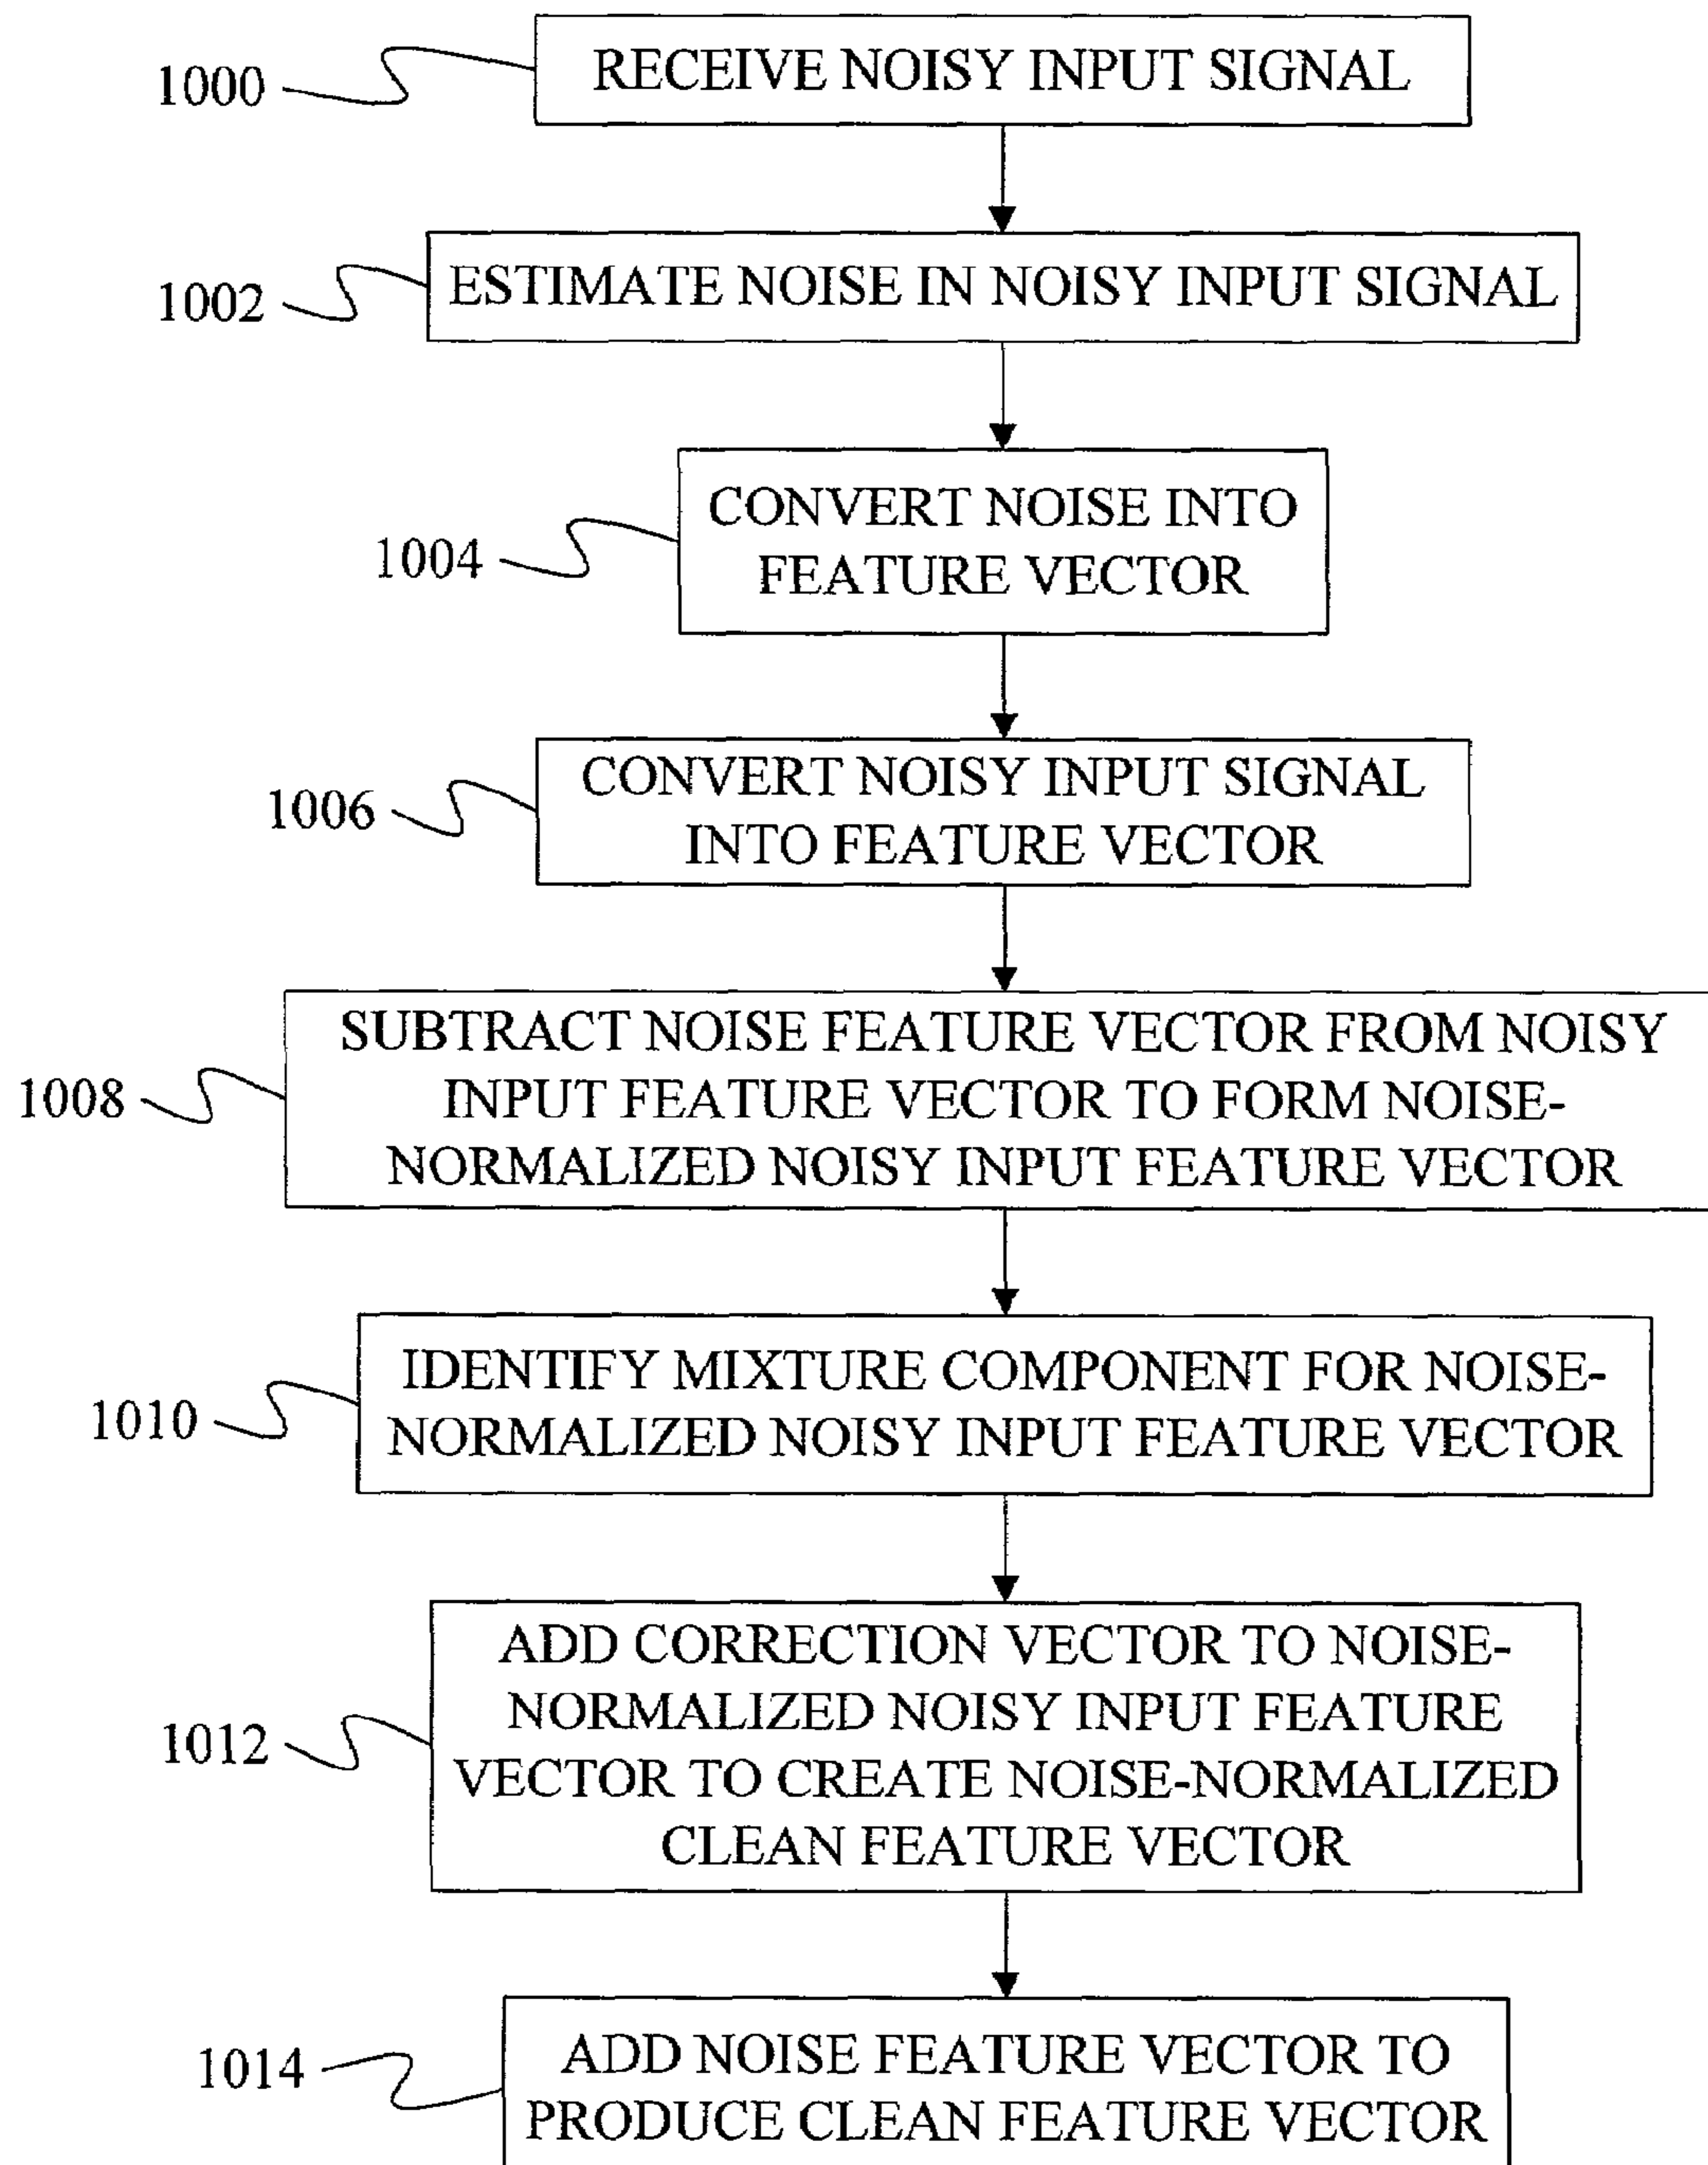 RECEIVE NOISY INPUT SIGNAL
1000
ESTIMATE NOISE IN NOISY INPUT SIGNAL
1002
CONVERT NOISE INTO
FEATURE VECTOR
1004
CONVERT NOISY INPUT SIGNAL
INTO FEATURE VECTOR
1006
SUBTRACT NOISE FEATURE VECTOR FROM NOISY
INPUT FEATURE VECTOR TO FORM NOISE-
NORMALIZED NOISY INPUT FEATURE VECTOR
1008
IDENTIFY MIXTURE COMPONENT FOR NOISE-
NORMALIZED NOISY INPUT FEATURE VECTOR
1010
ADD CORRECTION VECTOR TO NOISE-
NORMALIZED NOISY INPUT FEATURE
VECTOR TO CREATE NOISE-NORMALIZED
CLEAN FEATURE VECTOR
1012
ADD NOISE FEATURE VECTOR TO
PRODUCE CLEAN FEATURE VECTOR
1014